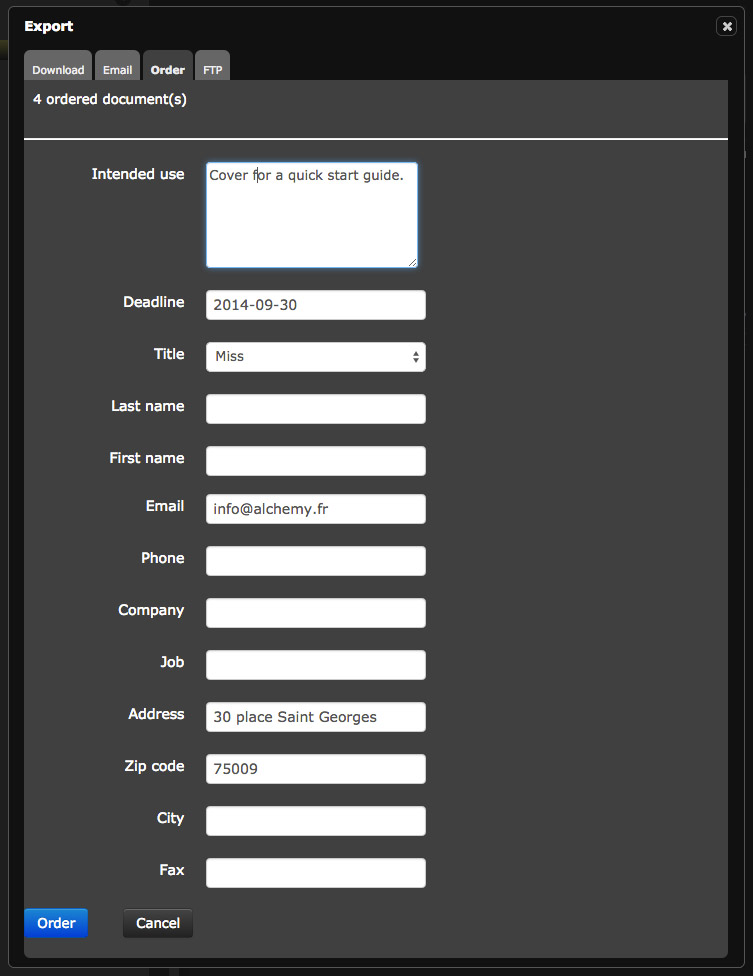 Export
Download Email Order FTP
4 ordered document(s)
Intended use Cover for a quick start guide.
Deadline 2014-09-30
Title Miss
Last name
First name
Email info@alchemy.fr
Phone
Company
Job
Address 30 place Saint Georges
Zip code 75009
City
Fax
Order Cancel